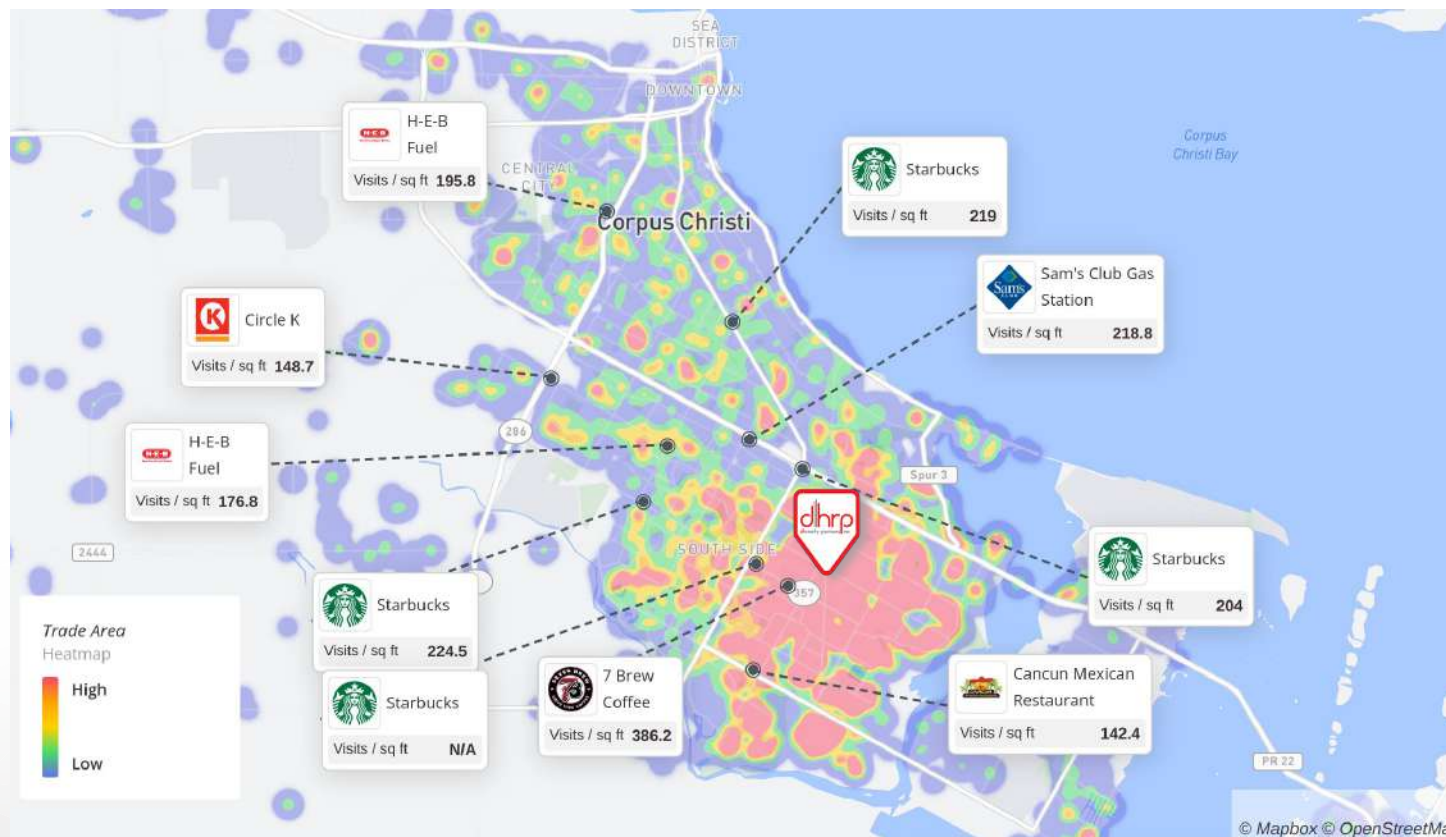 SEA
DISTRICT
DOWNTOWN
H-E-B
Fuel
Visits / sq ft 195.8
CENTRAL
CITY
Corpus Christi
Corpus
Christi Bay
Starbucks
Visits / sq ft 219
Sam's
Sam's Club Gas
Station
Visits / sq ft 218.8
Circle K
Visits / sq ft 148.7
286
H-E-B
Fuel
Visits / sq ft 176.8
Spur 3
dhrp
2444
SOUTH SIDE
357
Starbucks
Visits / sq ft 204
Starbucks
Visits / sq ft 224.5
Starbucks
Visits / sq ft N/A
7 Brew
Coffee
Visits / sq ft 386.2
Cancun Mexican
Restaurant
Visits / sq ft 142.4
Trade Area
Heatmap
High
Low
PR 22
© Mapbox © OpenStreetMa